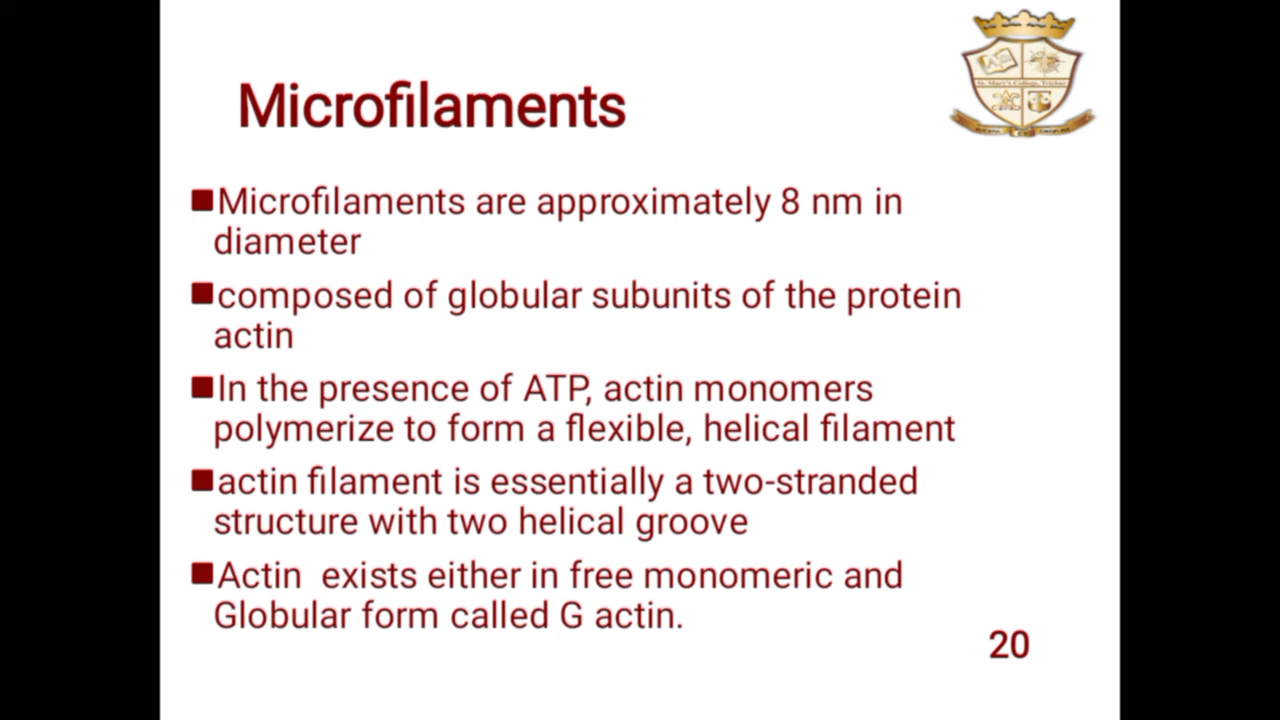 Microfilaments
Microfilaments are approximately 8 nm in
diameter
composed of globular subunits of the protein
actin
In the presence of ATP, actin monomers
polymerize to form a flexible, helical filament
actin filament is essentially a two-stranded
structure with two helical groove
Actin  exists either in free monomeric and
Globular form called G actin.
20